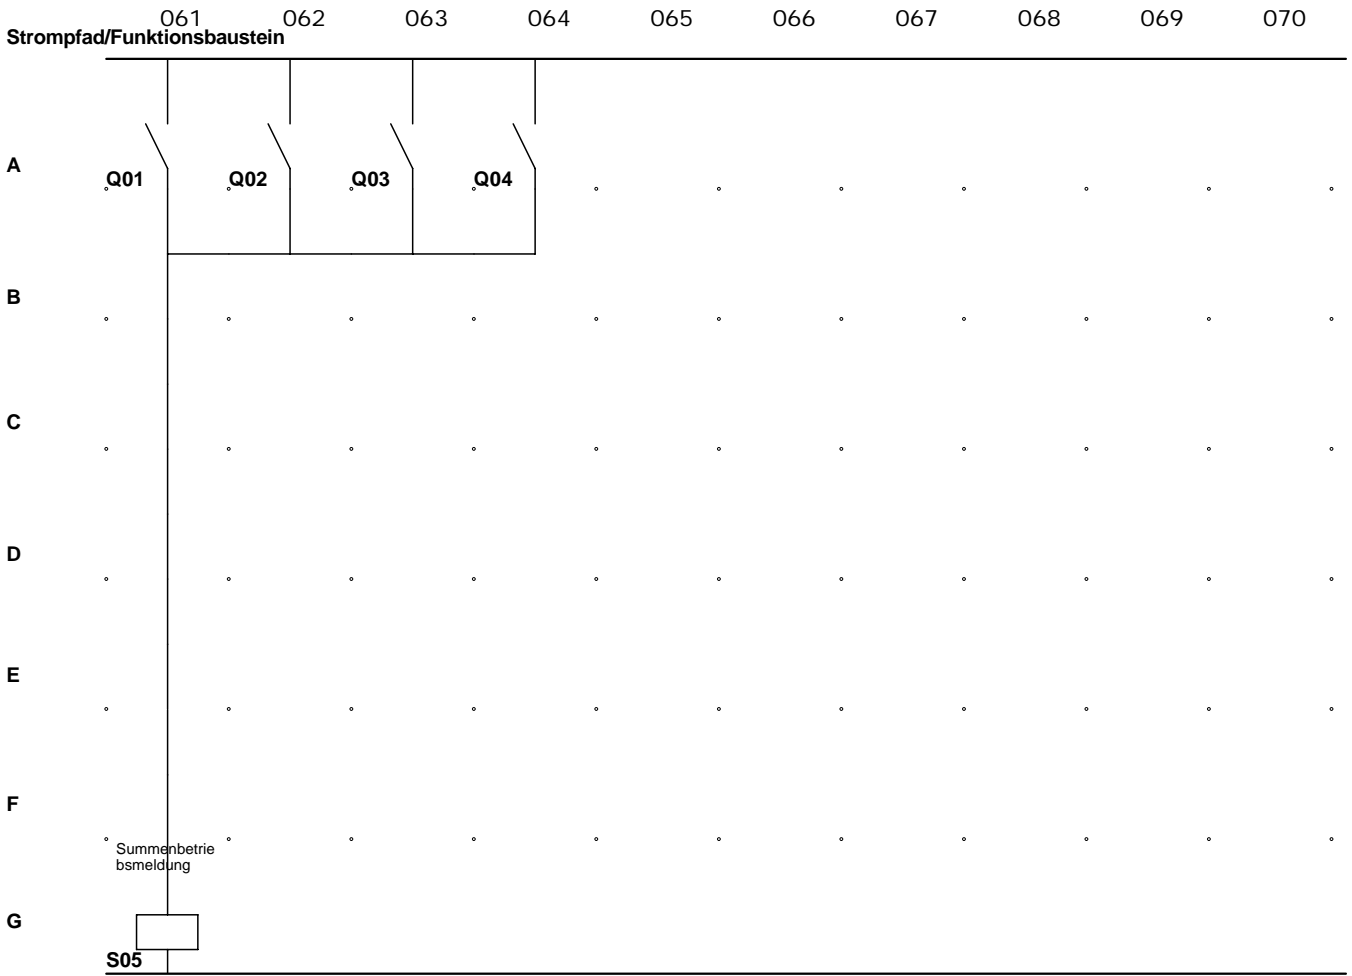 061 062 063 064 065 066 067 068 069 070
Strompfad/Funktionsbaustein
A
Q01 Q02 Q03 Q04
B
C
D
E
F
Summenbetrie
bsmeldung
G
S05